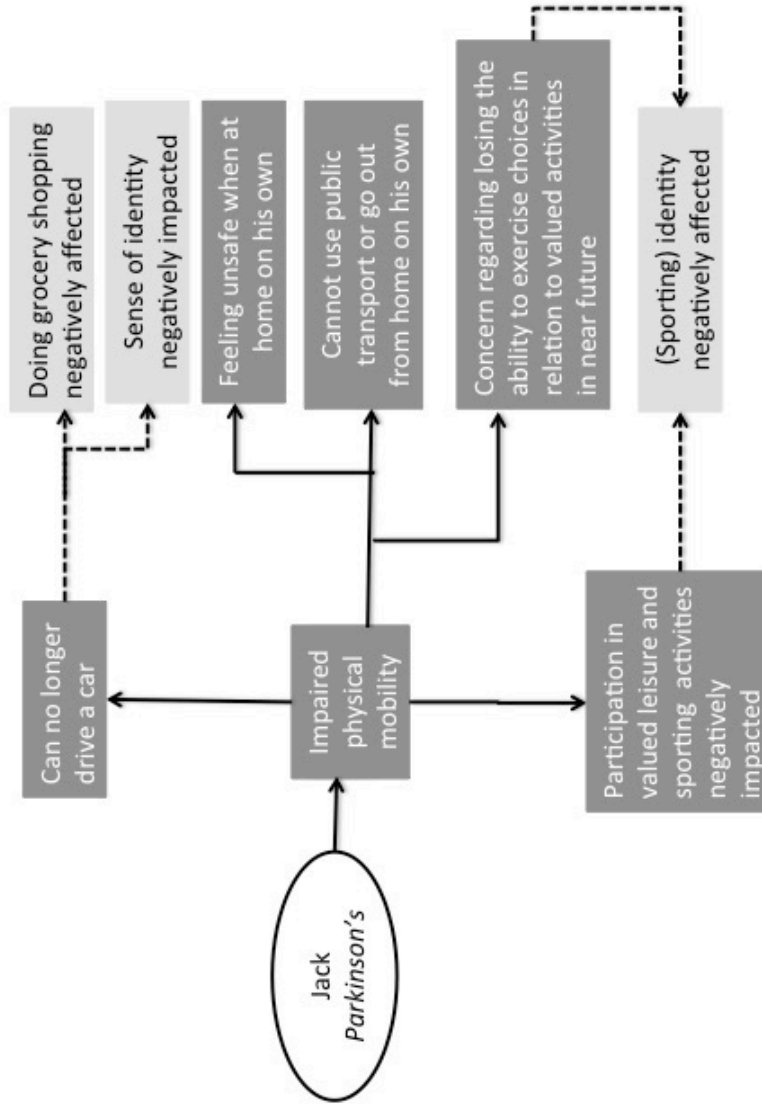 Jack
Parkinson's
Impaired
physical
mobility
Can no longer
drive a car
Doing grocery shopping
negatively affected
Sense of identity
negatively impacted
Feeling unsafe when at
home on his own
Cannot use public
transport or go out
from home on his own
Concern regarding losing the
ability to exercise choices in
relation to valued activities
in near future
Participation in
valued leisure and
sporting activities
negatively
impacted
(Sporting) identity
negatively affected